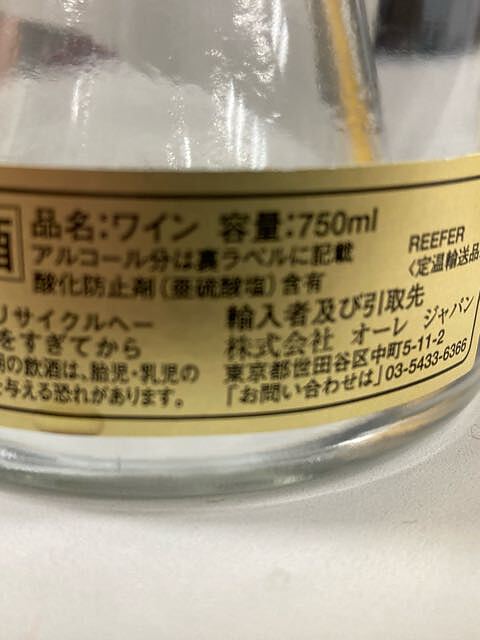 酒
品名:ワイン 容量:750ml
アルコール分は裏ラベルに記載
酸化防止剤(亜硫酸塩)含有
リサイクルへー
をすぎてから
の飲酒は、胎児・乳児の
与える恐れがあります。
REEFER
〈定温輸送品
輸入者及び引取先
株式会社 オーレ ジャパン
東京都世田谷区中町5-11-2
「お問い合わせは」03-5433-6366